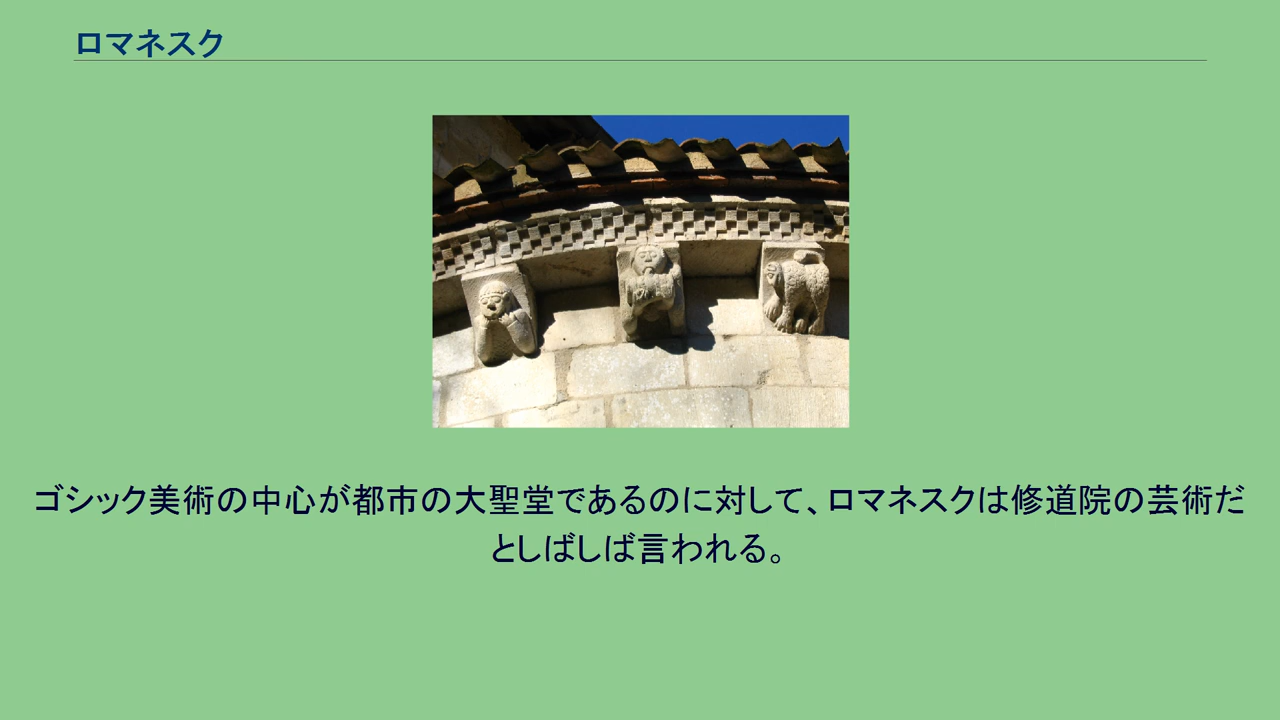 ロマネスク
ゴシック美術の中心が都市の大聖堂であるのに対して、ロマネスクは修道院の芸術だ
としばしば言われる。